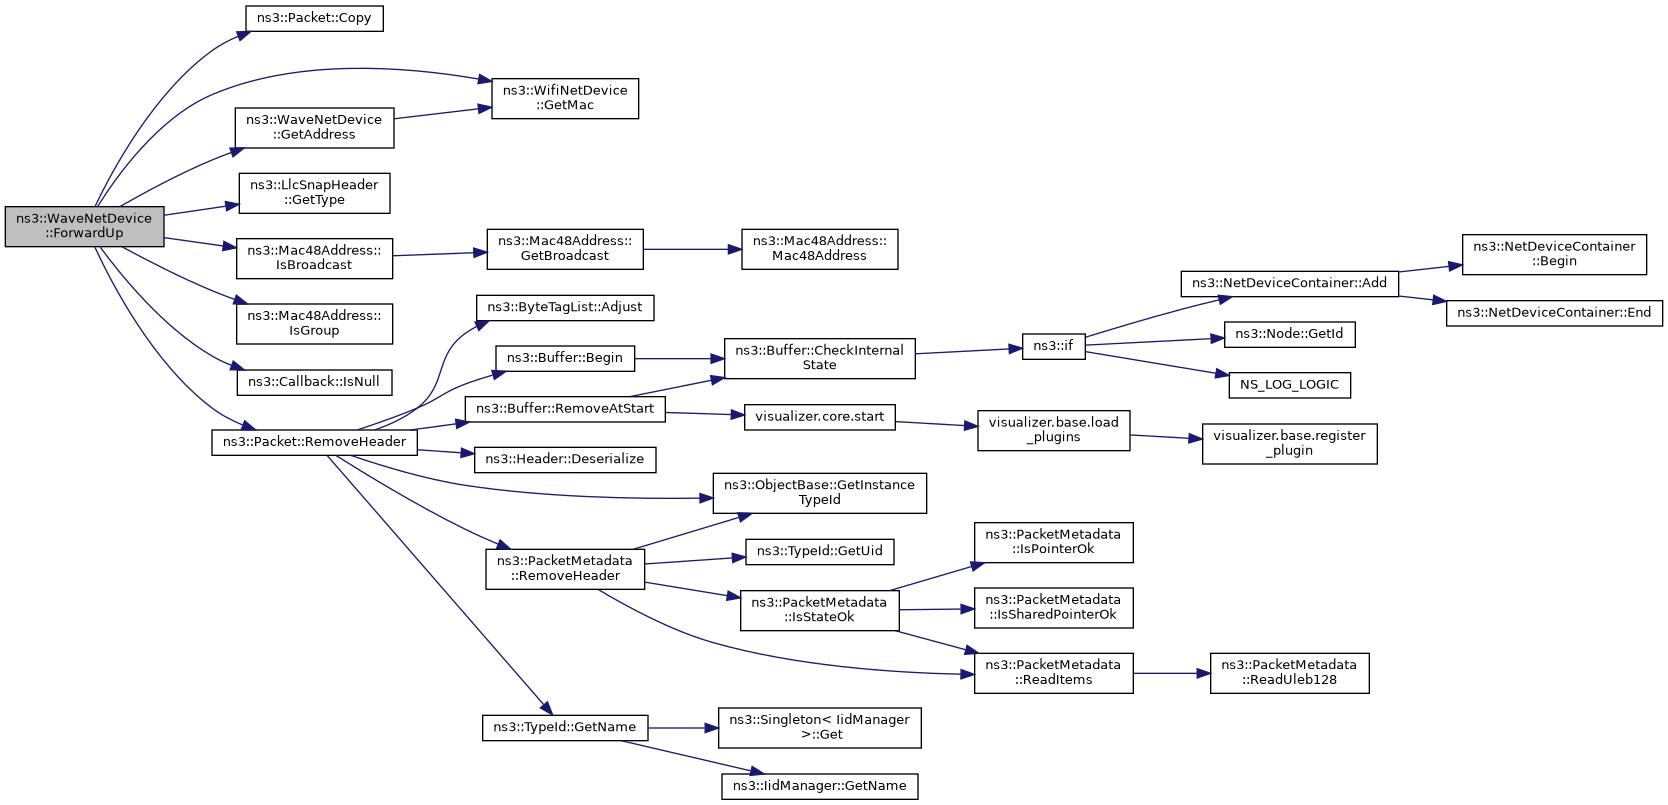 ns3::Packet::Copy
ns3::WifiNetDevice
::GetMac
ns3::WaveNetDevice
::GetAddress
ns3::LlcSnapHeader
::GetType
ns3::WaveNetDevice
::ForwardUp
ns3::Mac48Address::
IsBroadcast
ns3::Mac48Address::
GetBroadcast
ns3::Mac48Address::
Mac48Address
ns3::NetDeviceContainer
::Begin
ns3::NetDeviceContainer::Add
ns3::NetDeviceContainer::End
ns3::Mac48Address::
IsGroup
ns3::ByteTagList::Adjust
ns3::Node::GetId
ns3::if
ns3::Buffer::Begin
ns3::Buffer::CheckInternal
State
ns3::Callback::IsNull
NS_LOG_LOGIC
ns3::Buffer::RemoveAtStart
visualizer.core.start
visualizer.base.load
_plugins
visualizer.base.register
_plugin
ns3::Packet::RemoveHeader
ns3::Header::Deserialize
ns3::ObjectBase::GetInstance
TypeId
ns3::PacketMetadata
::IsPointerOk
ns3::TypeId::GetUid
ns3::PacketMetadata
::RemoveHeader
ns3::PacketMetadata
::IsStateOk
ns3::PacketMetadata
::IsSharedPointerOk
ns3::PacketMetadata
::ReadItems
ns3::PacketMetadata
::ReadUleb128
ns3::TypeId::GetName
ns3::Singleton< IidManager
>::Get
ns3::IidManager::GetName